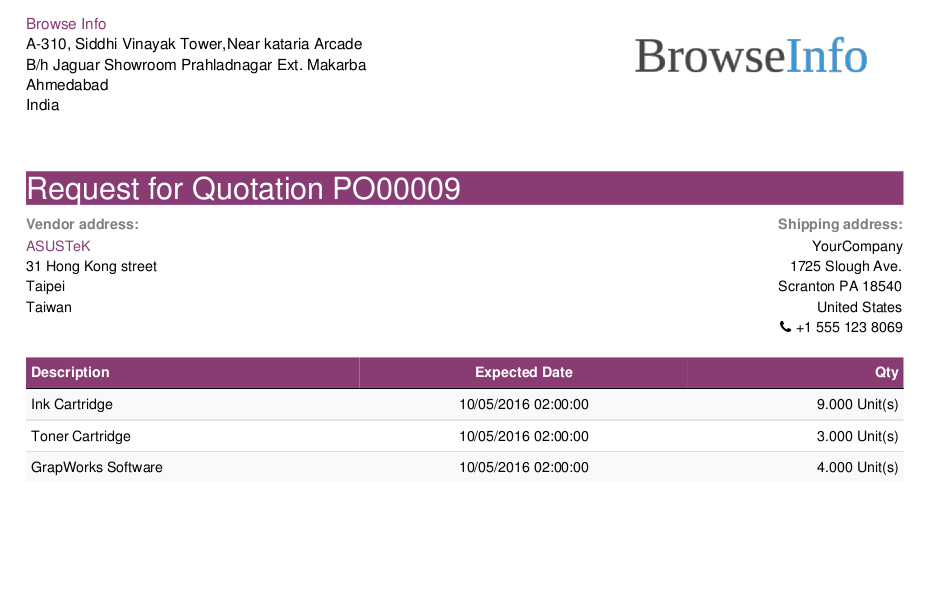 Browse Info
A-310, Siddhi Vinayak Tower,Near kataria Arcade
B/h Jaguar Showroom Prahladnagar Ext. Makarba
Ahmedabad
India
BrowseInfo
Request for Quotation PO00009
Vendor address:
ASUSTeK
31 Hong Kong street
Taipei
Taiwan
Shipping address:
YourCompany
1725 Slough Ave.
Scranton PA 18540
United States
+1 555 123 8069
Description Expected Date Qty
Ink Cartridge 10/05/2016 02:00:00 9.000 Unit(s)
Toner Cartridge 10/05/2016 02:00:00 3.000 Unit(s)
GrapWorks Software 10/05/2016 02:00:00 4.000 Unit(s)